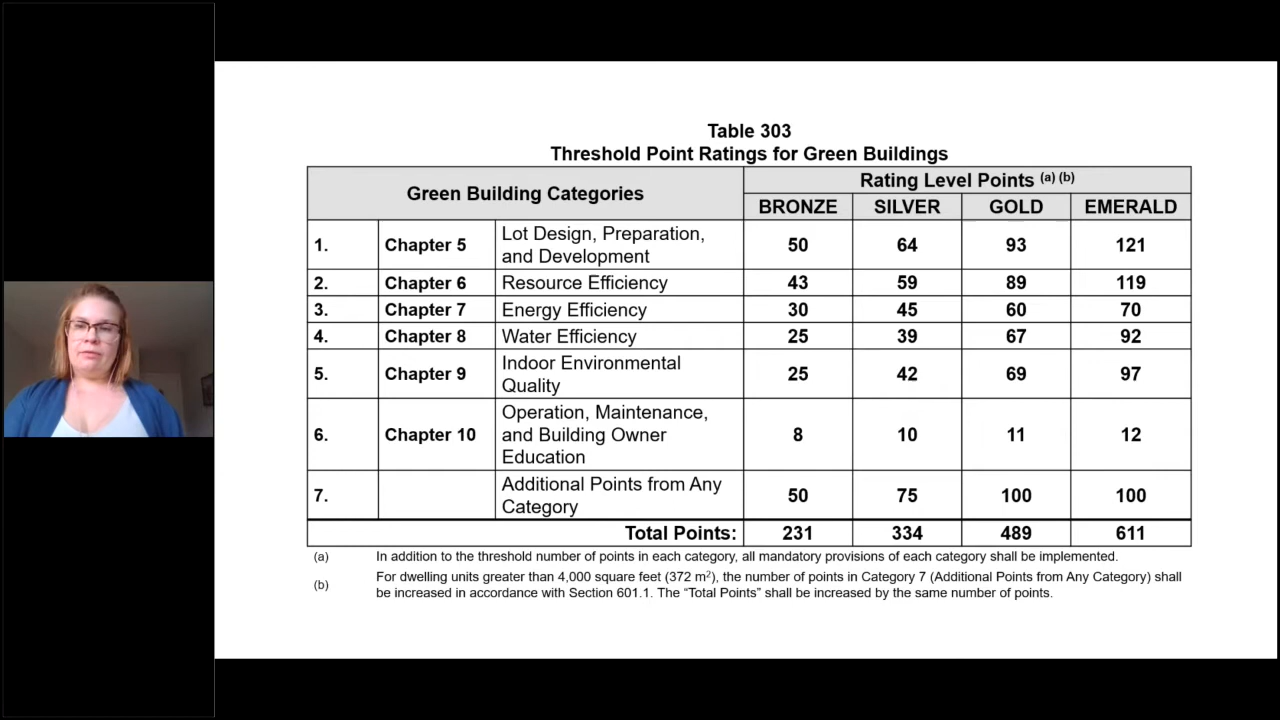 Table 303
Threshold Point Ratings for Green Buildings
Green Building Categories
Rating Level Points (a) (b)
BRONZE SILVER GOLD EMERALD
1. Chapter 5 Lot Design, Preparation,
and Development 50 64 93 121
2. Chapter 6 Resource Efficiency 43 59 89 119
3. Chapter 7 Energy Efficiency 30 45 60 70
4. Chapter 8 Water Efficiency 25 39 67 92
5. Chapter 9 Indoor Environmental
Quality 25 42 69 97
6. Chapter 10 Operation, Maintenance,
and Building Owner
Education 8 10 11 12
7. Additional Points from Any
Category 50 75 100 100
Total Points: 231 334 489 611
(a) In addition to the threshold number of points in each category, all mandatory provisions of each category shall be implemented.
(b) For dwelling units greater than 4,000 square feet (372 m²), the number of points in Category 7 (Additional Points from Any Category) shall
be increased in accordance with Section 601.1. The “Total Points” shall be increased by the same number of points.